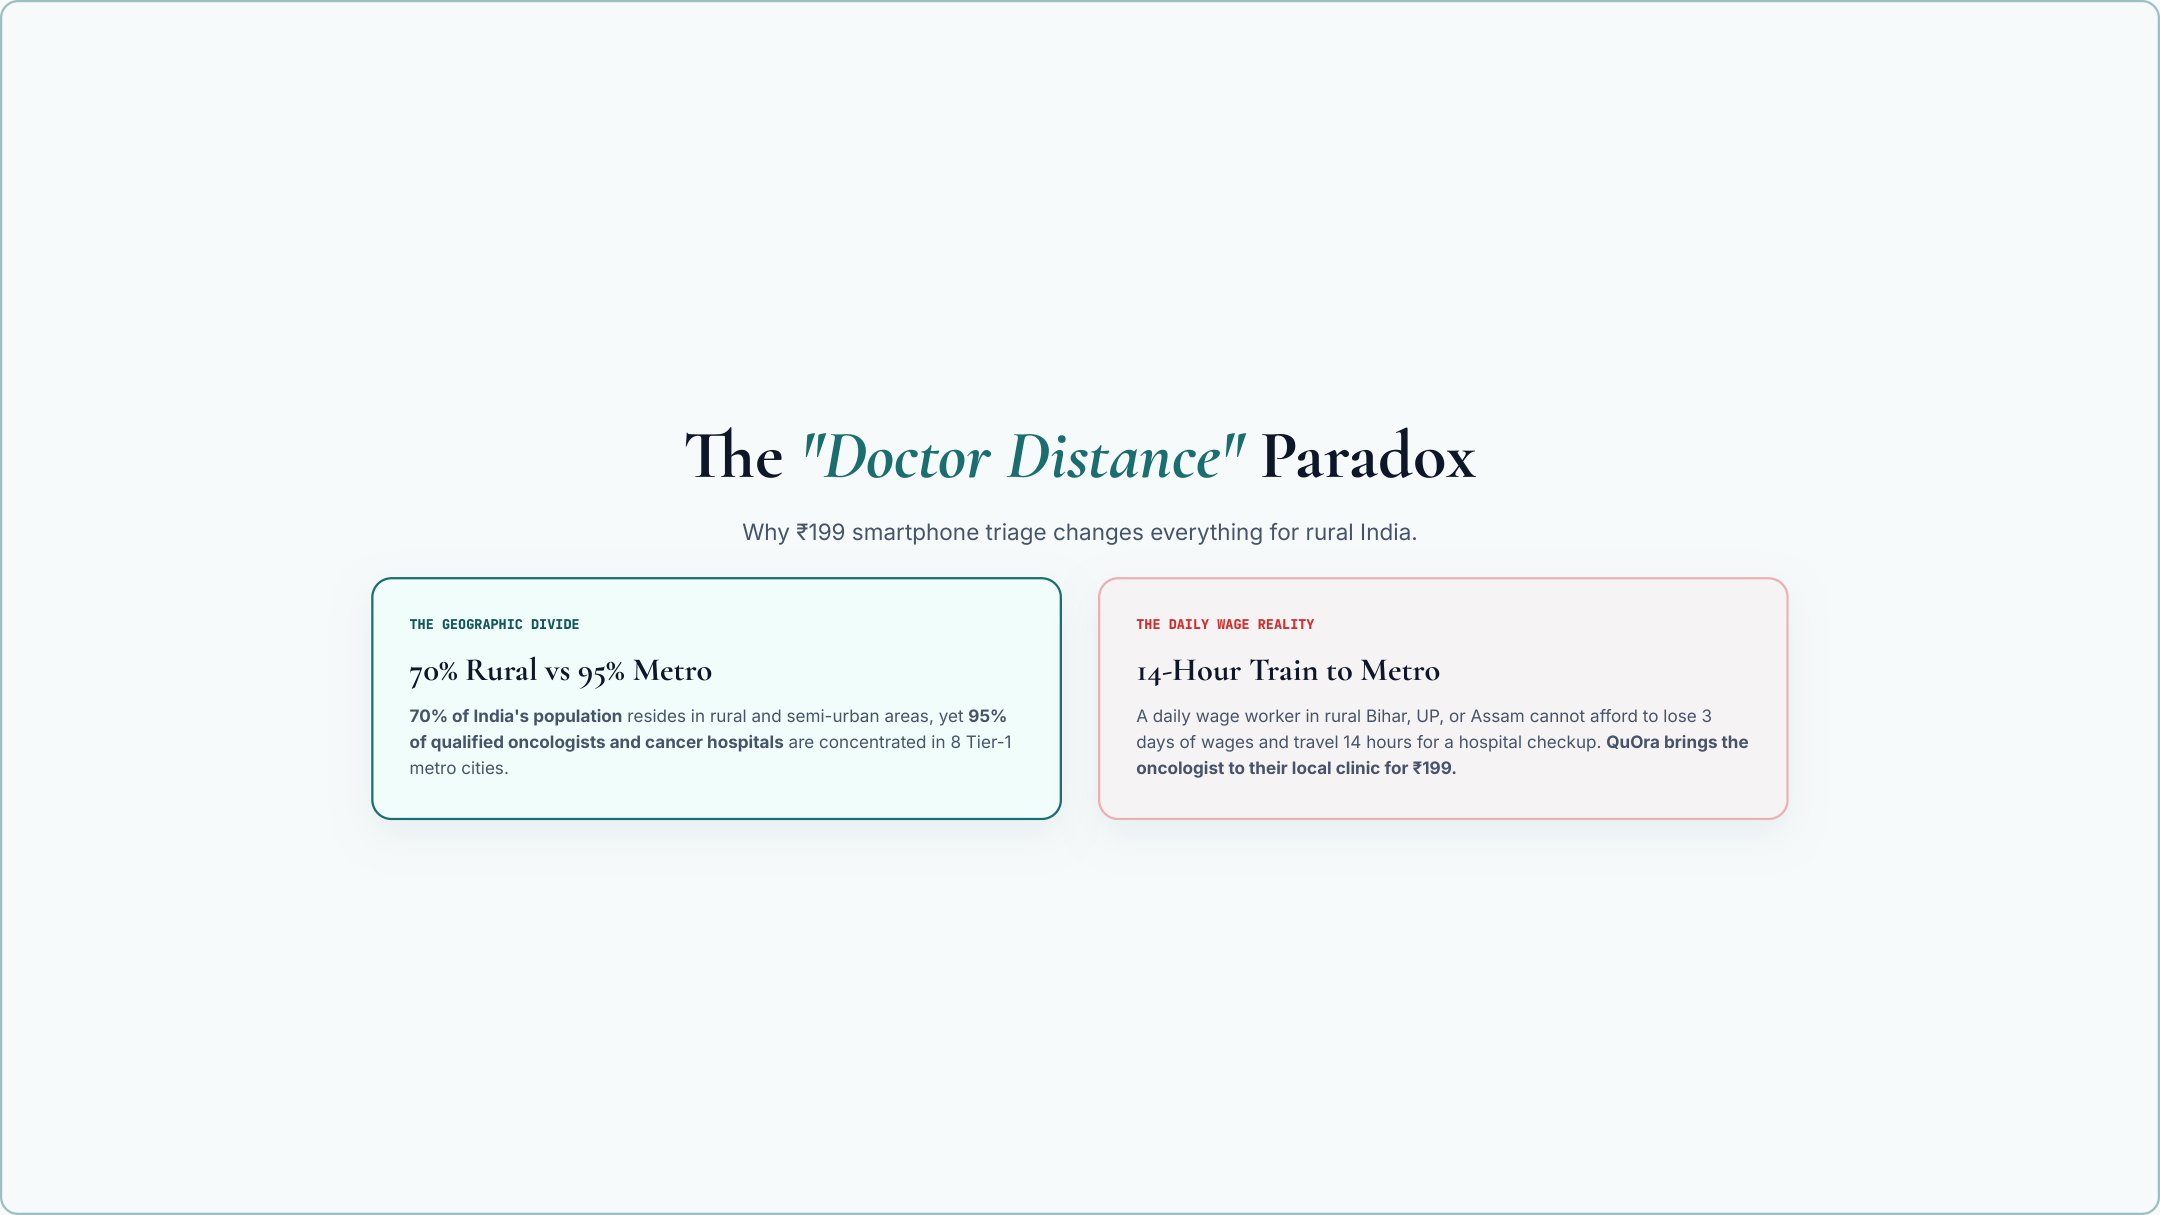 The "Doctor Distance" Paradox
Why ₹199 smartphone triage changes everything for rural India.
THE GEOGRAPHIC DIVIDE
70% Rural vs 95% Metro
70% of India's population resides in rural and semi-urban areas, yet 95%
of qualified oncologists and cancer hospitals are concentrated in 8 Tier-1
metro cities.
THE DAILY WAGE REALITY
14-Hour Train to Metro
A daily wage worker in rural Bihar, UP, or Assam cannot afford to lose 3
days of wages and travel 14 hours for a hospital checkup. QuOra brings the
oncologist to their local clinic for ₹199.